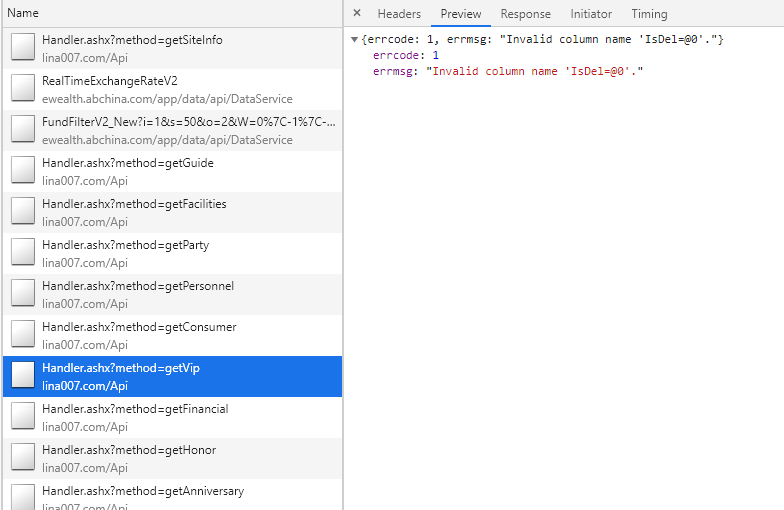 Name
Handler.ashx?method=getSiteInfo
lina007.com/Api
RealTimeExchangeRateV2
ewealth.abchina.com/app/data/api/DataService
FundFilterV2_New?i=1&s=50&o=2&W=0%7C-1%7C-...
ewealth.abchina.com/app/data/api/DataService
Handler.ashx?method=getGuide
lina007.com/Api
Handler.ashx?method=getFacilities
lina007.com/Api
Handler.ashx?method=getParty
lina007.com/Api
Handler.ashx?method=getPersonnel
lina007.com/Api
Handler.ashx?method=getConsumer
lina007.com/Api
Handler.ashx?method=getVip
lina007.com/Api
Handler.ashx?method=getFinancial
lina007.com/Api
Handler.ashx?method=getHonor
lina007.com/Api
Handler.ashx?method=getAnniversary
lina007.com/Api
× Headers Preview Response Initiator Timing
▼{errcode: 1, errmsg: "Invalid column name 'IsDel=@0'."}
errcode: 1
errmsg: "Invalid column name 'IsDel=@0'."